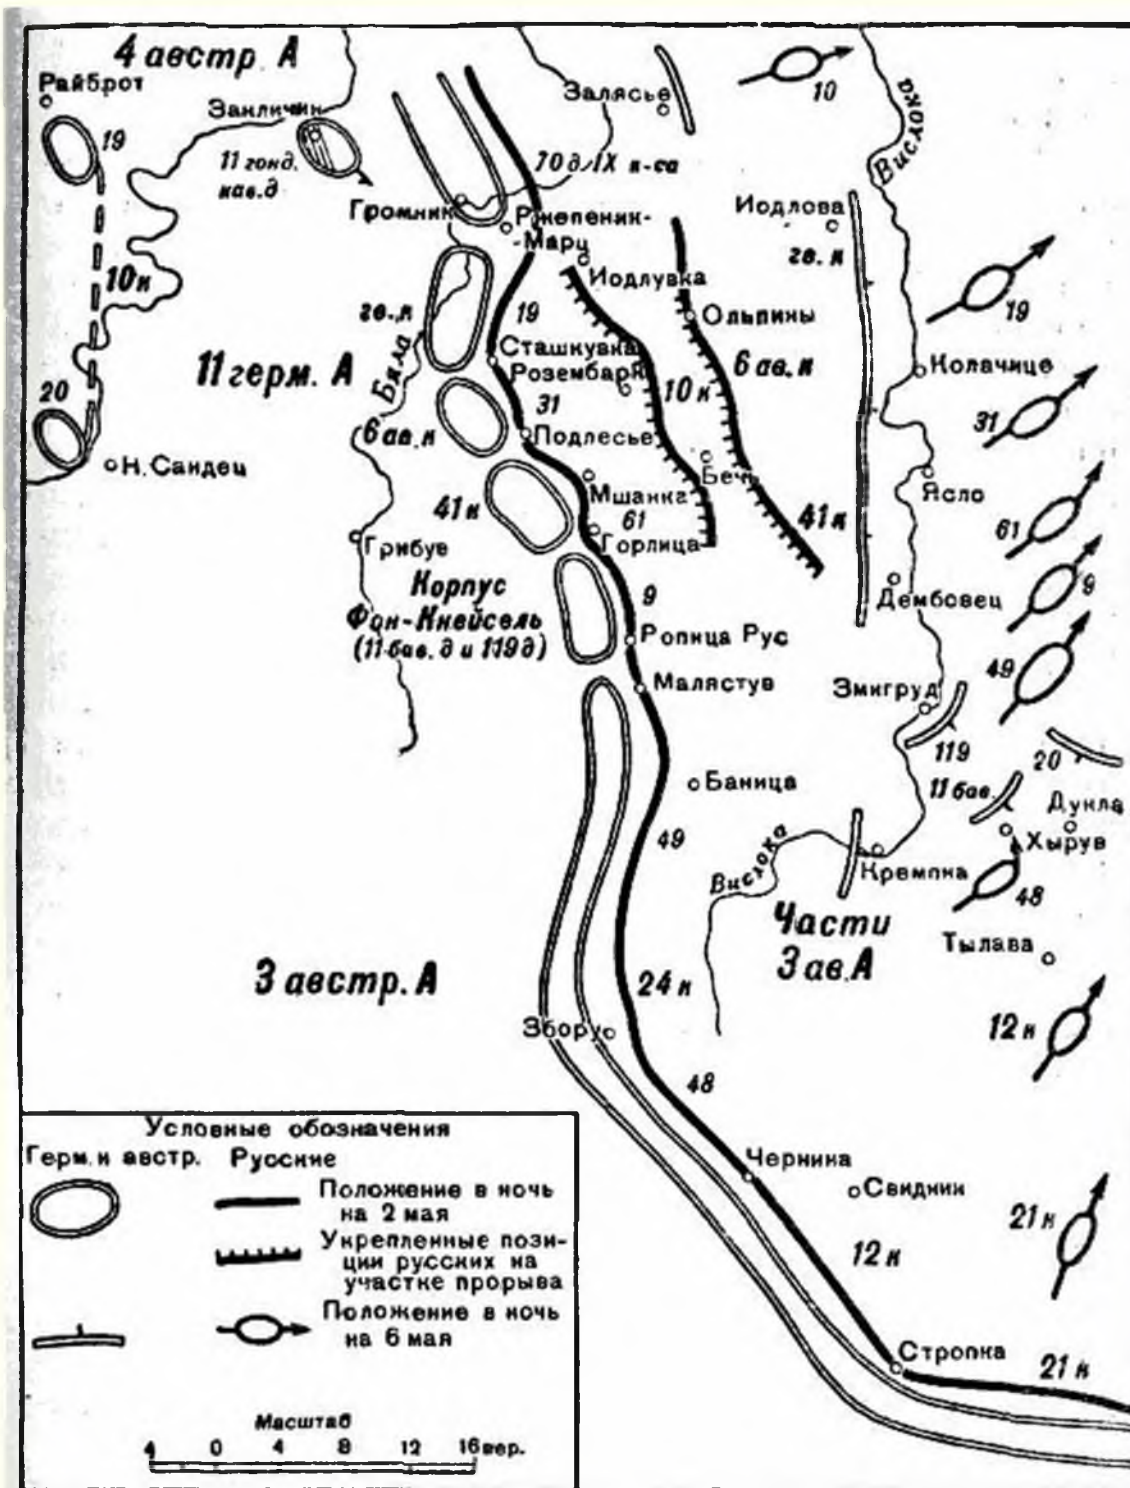 4 австр. А
Райброт
Залясье
10
Закличин
19
Вислока
11 гонд.
кав. д
70 д. IX к-са
Громник
Ржепеник-
-Марц
Иодлова
гв. к
10 к
Иодлувка
гв. к
19
Ольпины
19
Бяла
Сташкувка
11 герм. А
Розембарк
6 ав. к
Колачице
20
10 к
31
31
6 ав. к
Подлесье
Н. Сандец
Беч
Ясло
Мшанка
41 к
61
41 к
61
Грибув
Горлица
Корпус
Фон-Кнейсель
(11 бав. д и 119 д)
9
Дембовец
9
Ропица Рус
49
Малястув
Змигруд
119
20
Баница
11 бав.
Дукла
Хырув
49
Вислока
Кремпна
48
Части
3 ав. А
Тылава
3 австр. А
24 к
12 к
Збору
48
Черника
Свидник
21 к
12 к
Стропка
21 к
Условные обозначения
Герм. и австр. Русские
Положение в ночь
на 2 мая
Укрепленные пози-
ции русских на
участке прорыва
Положение в ночь
на 6 мая
Масштаб
4 0 4 8 12 16 вер.